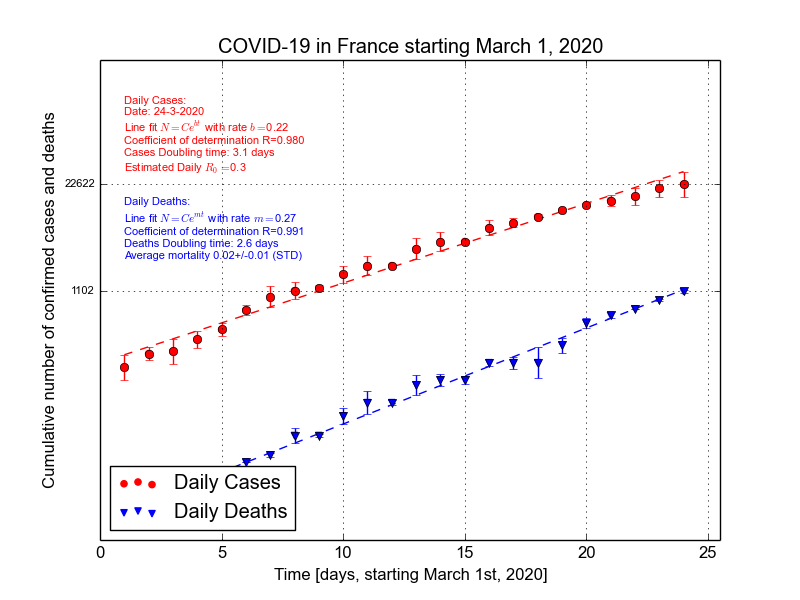 COVID-19 in France starting March 1, 2020
Cumulative number of confirmed cases and deaths
Daily Cases:
Date: 24-3-2020
Line fit N=Ce^{bt} with rate b=0.22
Coefficient of determination R=0.980
Cases Doubling time: 3.1 days
Estimated Daily R_0=0.3
22622
Daily Deaths:
Line fit N=Ce^{mt} with rate m=0.27
Coefficient of determination R=0.991
Deaths Doubling time: 2.6 days
Average mortality 0.02+/-0.01 (STD)
1102
Daily Cases
Daily Deaths
0 5 10 15 20 25
Time [days, starting March 1st, 2020]